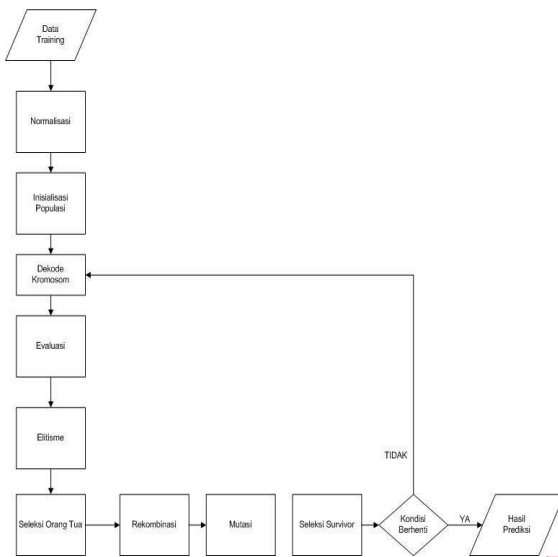 Data
Training
Normalisasi
Inisialisasi
Populasi
Dekode
Kromosom
Evaluasi
Elitisme
TIDAK
Seleksi Orang Tua
Rekombinasi
Mutasi
Seleksi Survivor
Kondisi
Berhenti
YA
Hasil
Prediksi